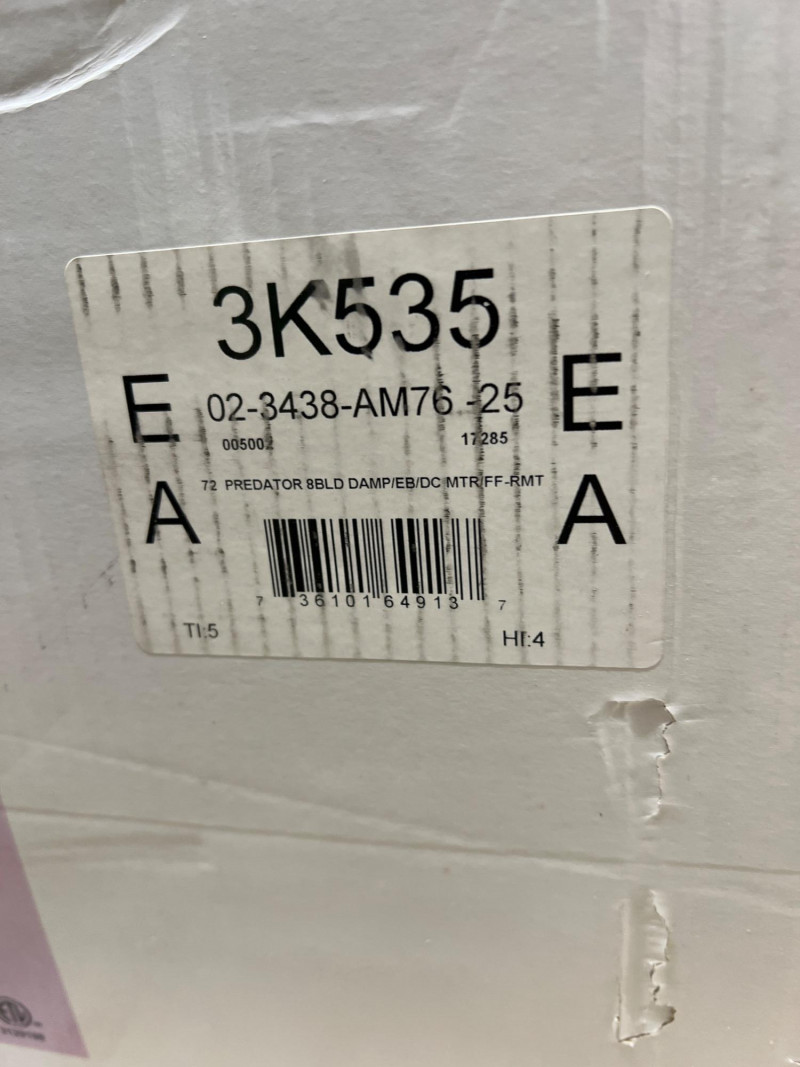 3K535
E 02-3438-AM76 -25 E
005002 17285
72 PREDATOR 8BLD DAMP/EB/DC MTR/FF-RMT
A A
7 36101 64913 7
TI:5 HI:4